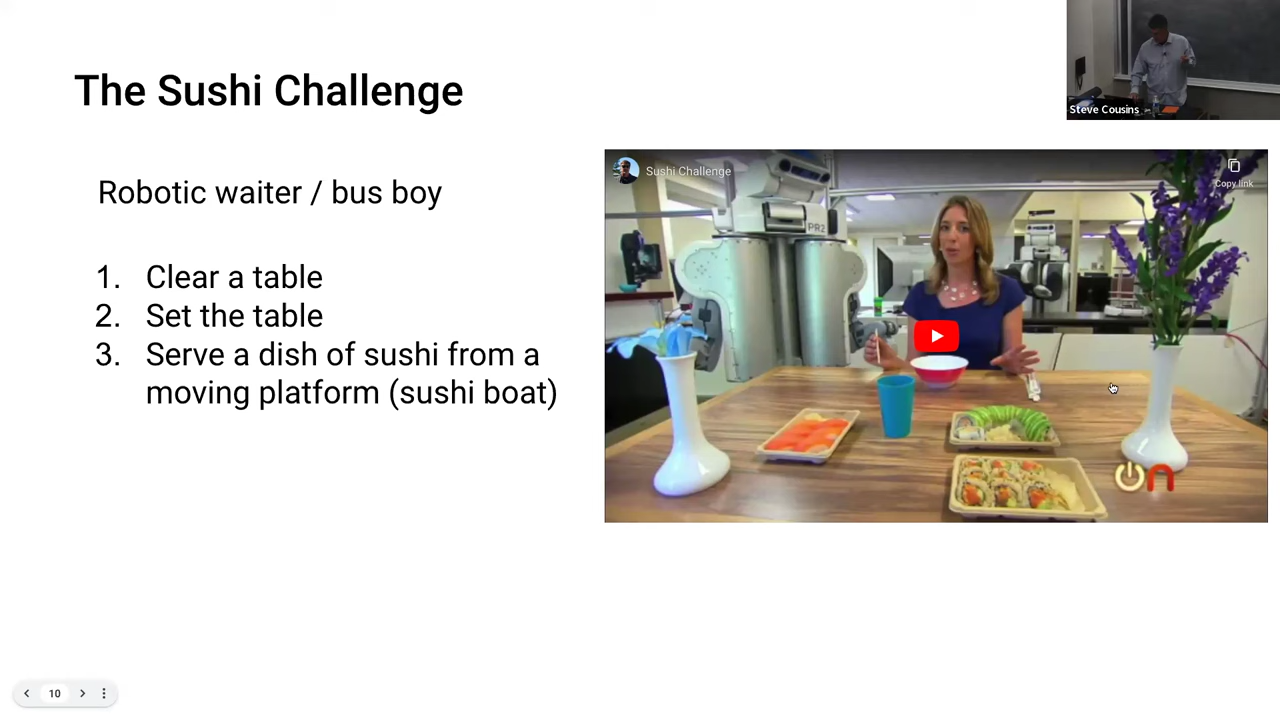 The Sushi Challenge
Steve Cousins
Robotic waiter / bus boy
1. Clear a table
2. Set the table
3. Serve a dish of sushi from a
moving platform (sushi boat)
Sushi Challenge
Copy link
PR2
on
10